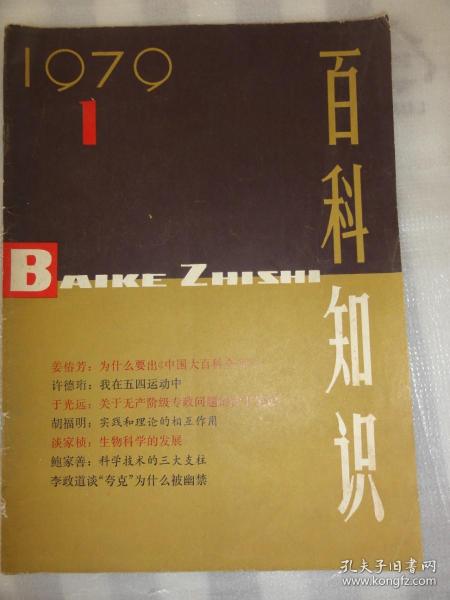 1979
1
百科知识
BAIKE ZHISHI
姜椿芳：为什么要出《中国大百科全书》
许德珩：我在五四运动中
于光远：关于无产阶级专政问题
胡福明：实践和理论的相互作用
谈家桢：生物科学的发展
鲍家善：科学技术的三大支柱
李政道谈“夸克”为什么被幽禁
孔夫子旧书网
www.kongfz.com